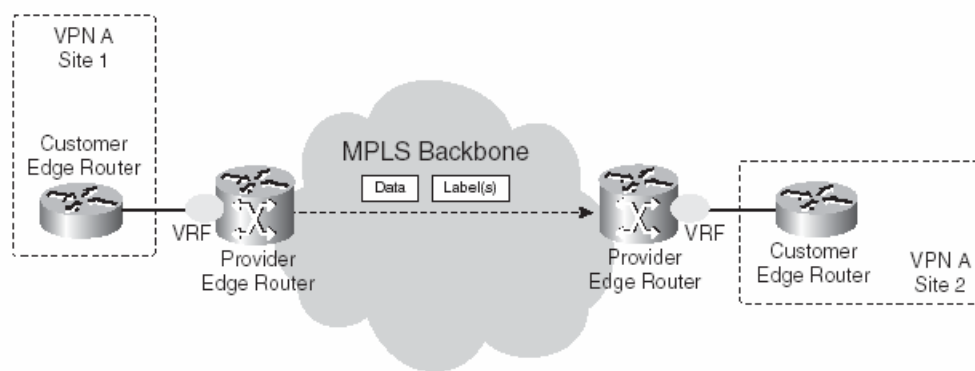 VPN A
Site 1
Customer
Edge Router
VRF
Provider
Edge Router
MPLS Backbone
Data
Label(s)
Provider
Edge Router
VRF
Customer
Edge Router
VPN A
Site 2